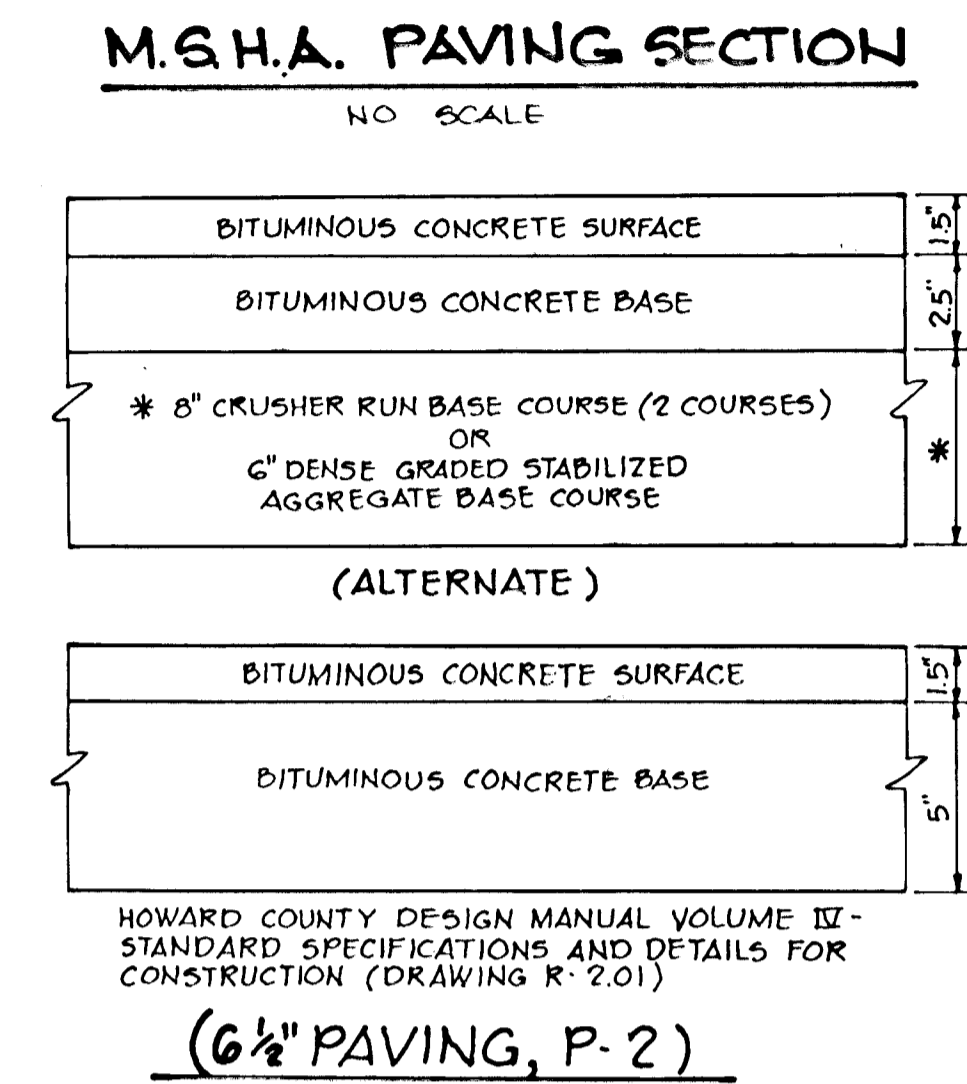 M.S.H.A. PAVING SECTION
NO SCALE
BITUMINOUS CONCRETE SURFACE
1.5"
BITUMINOUS CONCRETE BASE
2.5"
* 8" CRUSHER RUN BASE COURSE (2 COURSES)
OR
6" DENSE GRADED STABILIZED
AGGREGATE BASE COURSE
*
(ALTERNATE)
BITUMINOUS CONCRETE SURFACE
1.5"
BITUMINOUS CONCRETE BASE
5"
HOWARD COUNTY DESIGN MANUAL VOLUME IV -
STANDARD SPECIFICATIONS AND DETAILS FOR
CONSTRUCTION (DRAWING R·2.01)
(6½" PAVING, P-2)